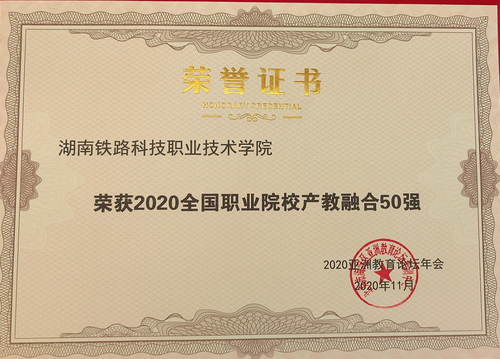 荣誉证书
HONORARY CREDENTIAL
湖南铁路科技职业技术学院
荣获2020全国职业院校产教融合50强
2020亚洲教育论坛年会
2020年11月